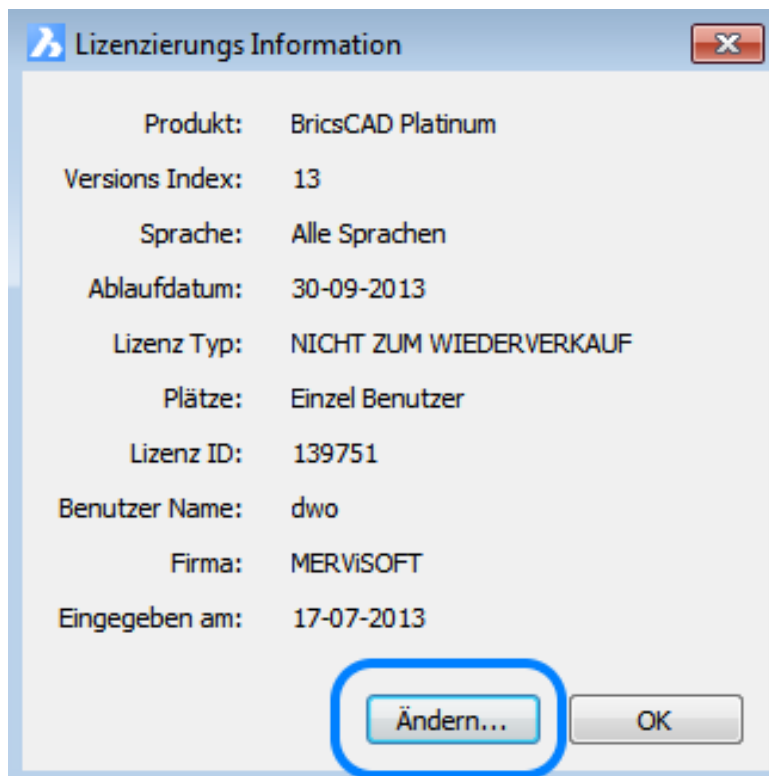 Lizenzierungs Information
Produkt: BricsCAD Platinum
Versions Index: 13
Sprache: Alle Sprachen
Ablaufdatum: 30-09-2013
Lizenz Typ: NICHT ZUM WIEDERVERKAUF
Plätze: Einzel Benutzer
Lizenz ID: 139751
Benutzer Name: dwo
Firma: MERViSOFT
Eingegeben am: 17-07-2013
Ändern... OK